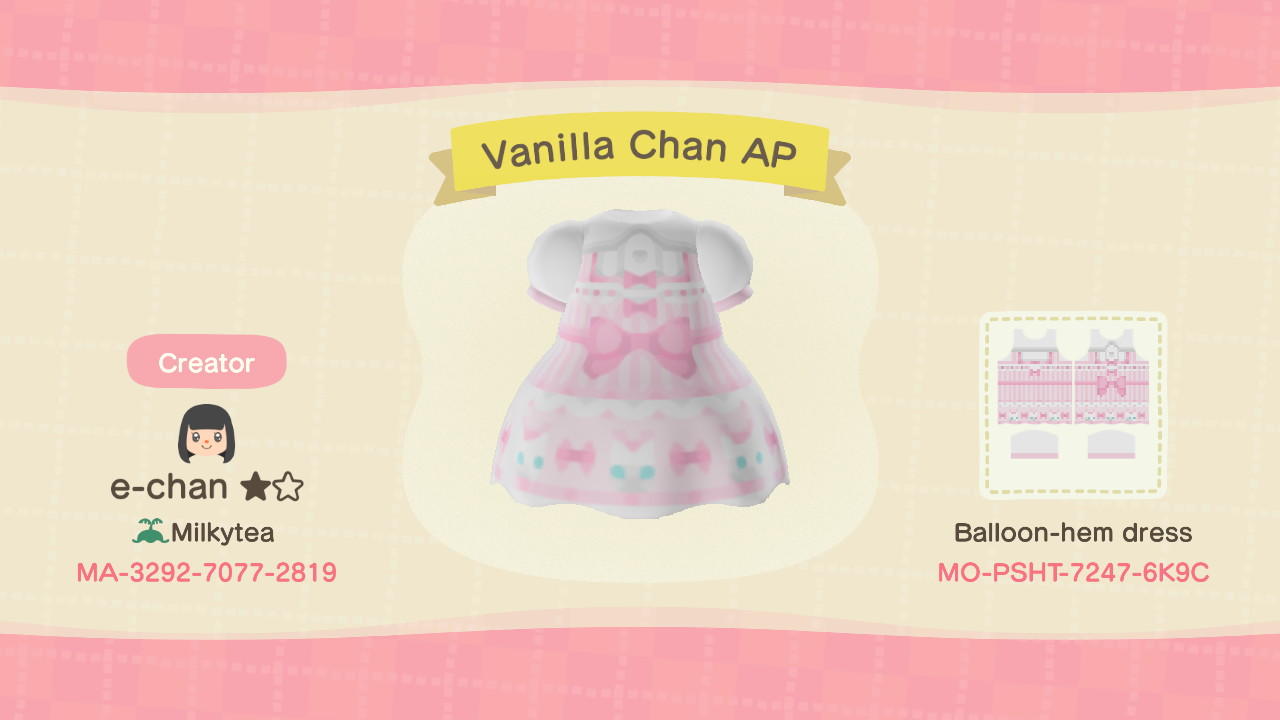 Vanilla Chan AP
Creator
e-chan ★☆
Milkytea
MA-3292-7077-2819
Balloon-hem dress
MO-PSHT-7247-6K9C